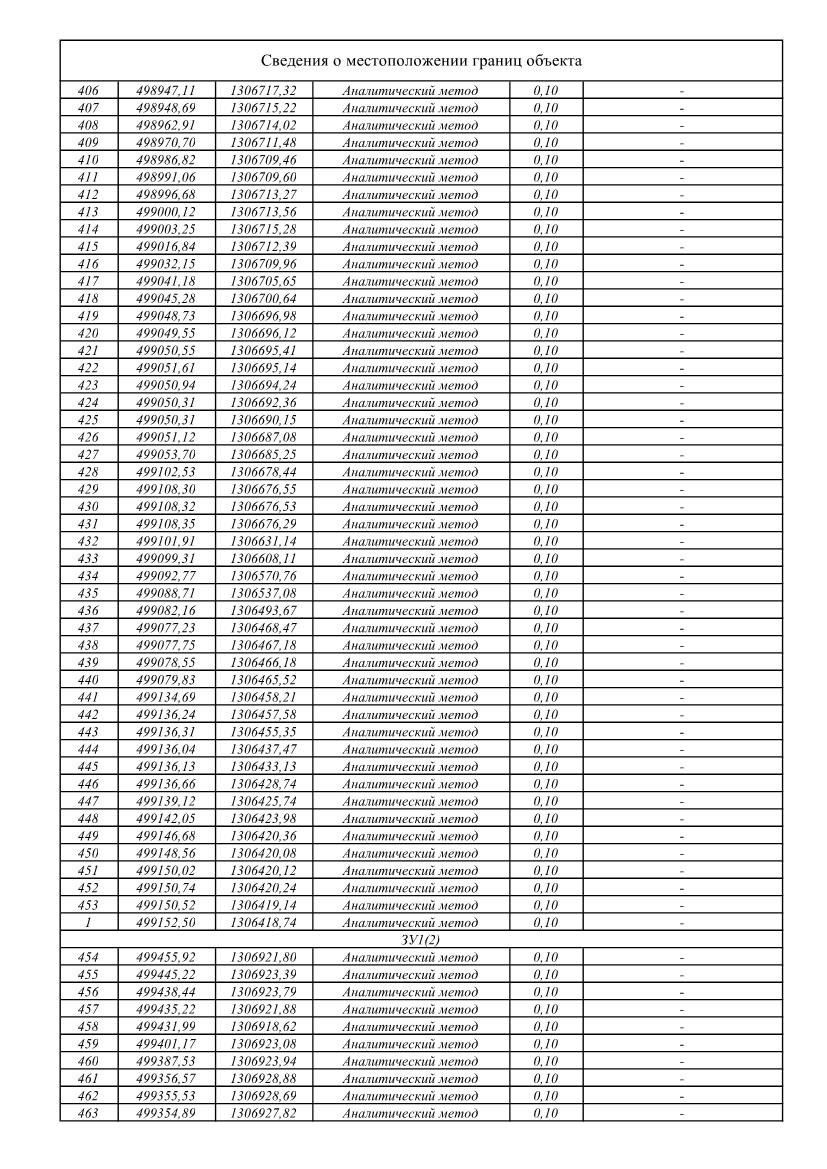 Сведения о местоположении границ объекта
406 498947,11 1306717,32 Аналитический метод 0,10 -
407 498948,69 1306715,22 Аналитический метод 0,10 -
408 498962,91 1306714,02 Аналитический метод 0,10 -
409 498970,70 1306711,48 Аналитический метод 0,10 -
410 498986,82 1306709,46 Аналитический метод 0,10 -
411 498991,06 1306709,60 Аналитический метод 0,10 -
412 498996,68 1306713,27 Аналитический метод 0,10 -
413 499000,12 1306713,56 Аналитический метод 0,10 -
414 499003,25 1306715,28 Аналитический метод 0,10 -
415 499016,84 1306712,39 Аналитический метод 0,10 -
416 499032,15 1306709,96 Аналитический метод 0,10 -
417 499041,18 1306705,65 Аналитический метод 0,10 -
418 499045,28 1306700,64 Аналитический метод 0,10 -
419 499048,73 1306696,98 Аналитический метод 0,10 -
420 499049,55 1306696,12 Аналитический метод 0,10 -
421 499050,55 1306695,41 Аналитический метод 0,10 -
422 499051,61 1306695,14 Аналитический метод 0,10 -
423 499050,94 1306694,24 Аналитический метод 0,10 -
424 499050,31 1306692,36 Аналитический метод 0,10 -
425 499050,31 1306690,15 Аналитический метод 0,10 -
426 499051,12 1306687,08 Аналитический метод 0,10 -
427 499053,70 1306685,25 Аналитический метод 0,10 -
428 499102,53 1306678,44 Аналитический метод 0,10 -
429 499108,30 1306676,55 Аналитический метод 0,10 -
430 499108,32 1306676,53 Аналитический метод 0,10 -
431 499108,35 1306676,29 Аналитический метод 0,10 -
432 499101,91 1306631,14 Аналитический метод 0,10 -
433 499099,31 1306608,11 Аналитический метод 0,10 -
434 499092,77 1306570,76 Аналитический метод 0,10 -
435 499088,71 1306537,08 Аналитический метод 0,10 -
436 499082,16 1306493,67 Аналитический метод 0,10 -
437 499077,23 1306468,47 Аналитический метод 0,10 -
438 499077,75 1306467,18 Аналитический метод 0,10 -
439 499078,55 1306466,18 Аналитический метод 0,10 -
440 499079,83 1306465,52 Аналитический метод 0,10 -
441 499134,69 1306458,21 Аналитический метод 0,10 -
442 499136,24 1306457,58 Аналитический метод 0,10 -
443 499136,31 1306455,35 Аналитический метод 0,10 -
444 499136,04 1306437,47 Аналитический метод 0,10 -
445 499136,13 1306433,13 Аналитический метод 0,10 -
446 499136,66 1306428,74 Аналитический метод 0,10 -
447 499139,12 1306425,74 Аналитический метод 0,10 -
448 499142,05 1306423,98 Аналитический метод 0,10 -
449 499146,68 1306420,36 Аналитический метод 0,10 -
450 499148,56 1306420,08 Аналитический метод 0,10 -
451 499150,02 1306420,12 Аналитический метод 0,10 -
452 499150,74 1306420,24 Аналитический метод 0,10 -
453 499150,52 1306419,14 Аналитический метод 0,10 -
1 499152,50 1306418,74 Аналитический метод 0,10 -
ЗУ1(2)
454 499455,92 1306921,80 Аналитический метод 0,10 -
455 499445,22 1306923,39 Аналитический метод 0,10 -
456 499438,44 1306923,79 Аналитический метод 0,10 -
457 499435,22 1306921,88 Аналитический метод 0,10 -
458 499431,99 1306918,62 Аналитический метод 0,10 -
459 499401,17 1306923,08 Аналитический метод 0,10 -
460 499387,53 1306923,94 Аналитический метод 0,10 -
461 499356,57 1306928,88 Аналитический метод 0,10 -
462 499355,53 1306928,69 Аналитический метод 0,10 -
463 499354,89 1306927,82 Аналитический метод 0,10 -